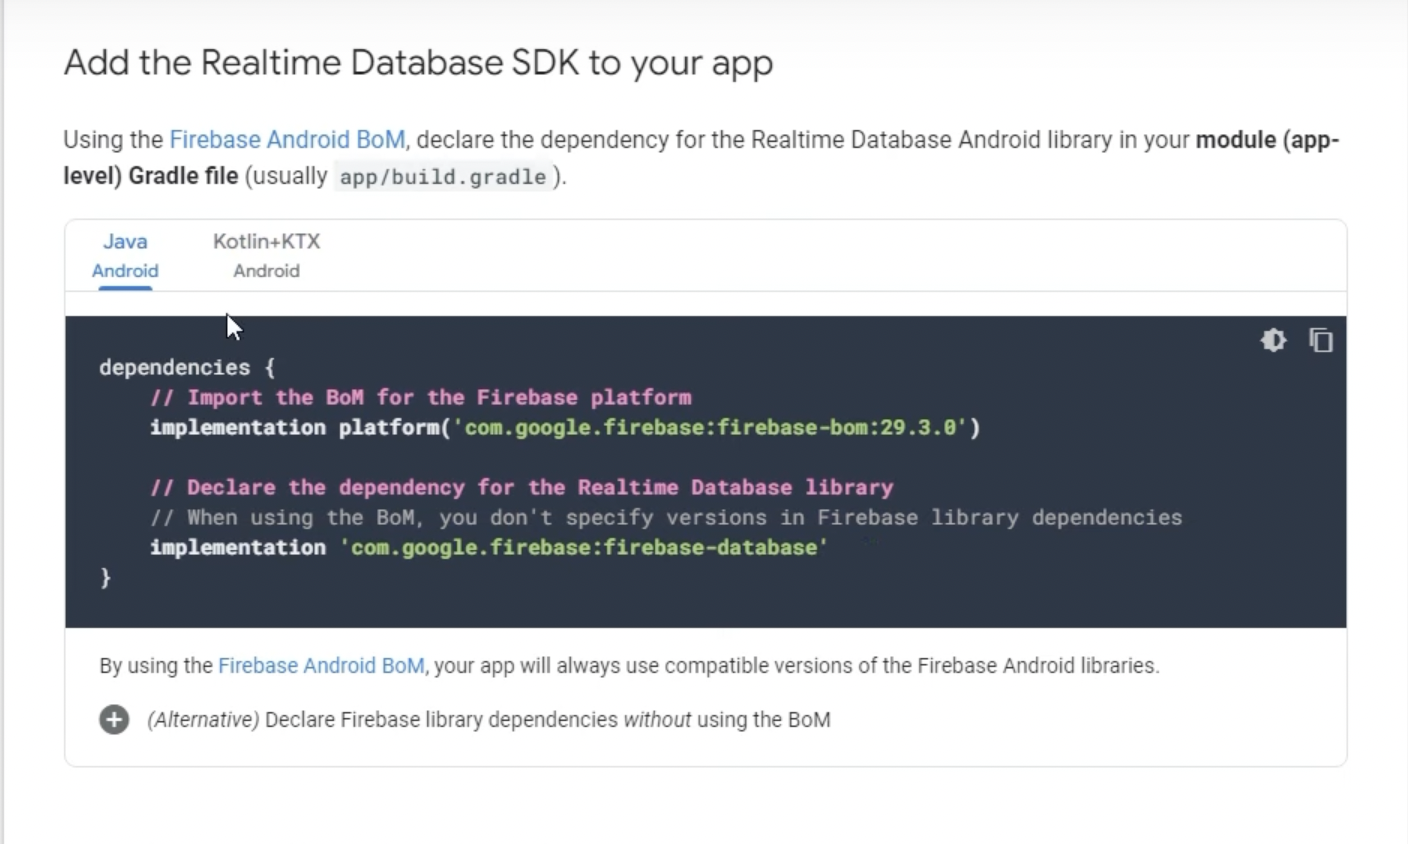 Add the Realtime Database SDK to your app
Using the Firebase Android BoM, declare the dependency for the Realtime Database Android library in your module (app-
level) Gradle file (usually app/build.gradle ).
Java Kotlin+KTX
Android Android
dependencies {
    // Import the BoM for the Firebase platform
    implementation platform('com.google.firebase:firebase-bom:29.3.0')
    // Declare the dependency for the Realtime Database library
    // When using the BoM, you don't specify versions in Firebase library dependencies
    implementation 'com.google.firebase:firebase-database'
}
By using the Firebase Android BoM, your app will always use compatible versions of the Firebase Android libraries.
(Alternative) Declare Firebase library dependencies without using the BoM